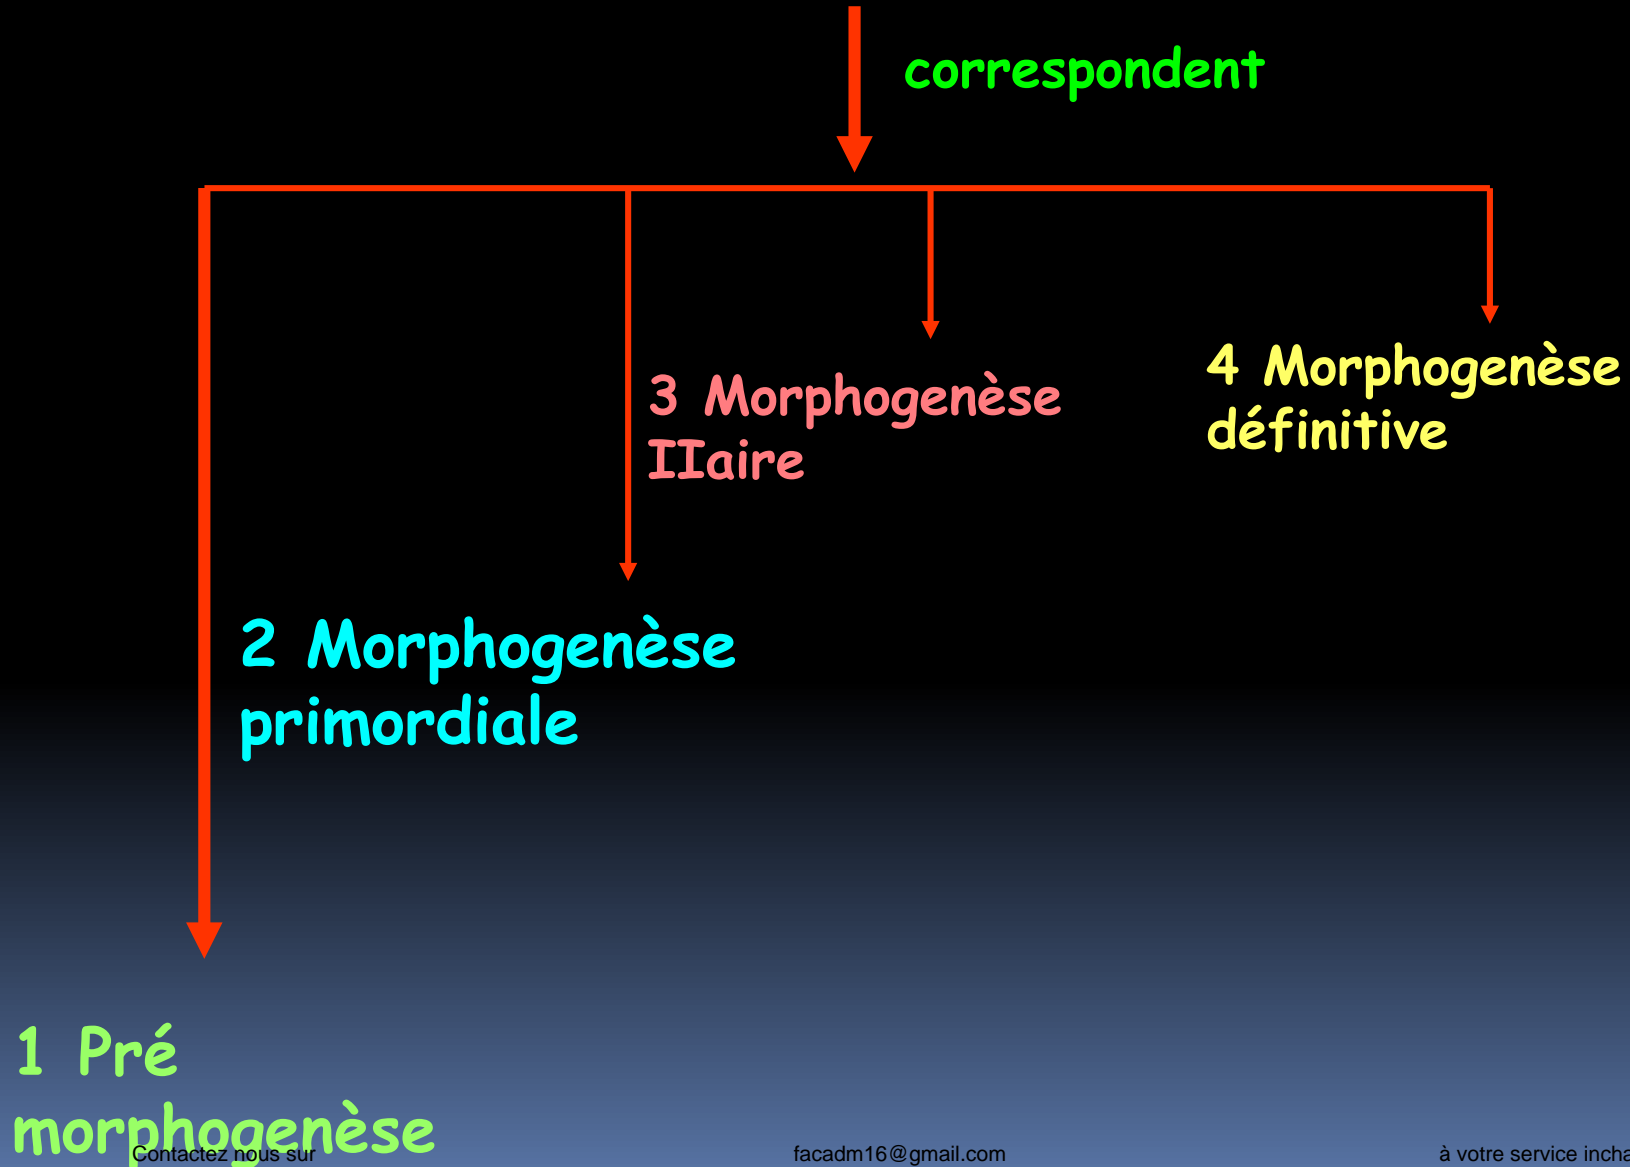 correspondent
4 Morphogenèse
définitive
3 Morphogenèse
IIaire
2 Morphogenèse
primordiale
1 Pré
morphogenèse
Contactez nous sur
facadm16@gmail.com
à votre service incha